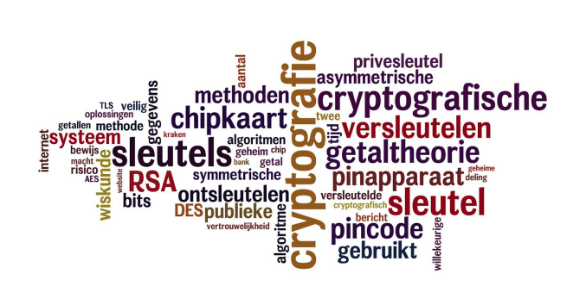 privesleutel
aantal
asymmetrische
methoden
cryptografische
TLS veilig
gegevens
chipkaart
cryptografie
twee
oplossingen
getallen methode
kraken
tijd
versleutelen
internet
systeem
algoritmen
bewijs
sleutels
geheim chip
getaltheorie
macht
wiskunde
bank
getal
geheime
risico
website
RSA
symmetrische
pinapparaat
deling
AES
ontsleutelen
versleutelde
sleutel
bits
DES
publieke
algoritme
cryptografisch
bericht
pincode
willekeurige
vertrouwelijkheid
gebruikt